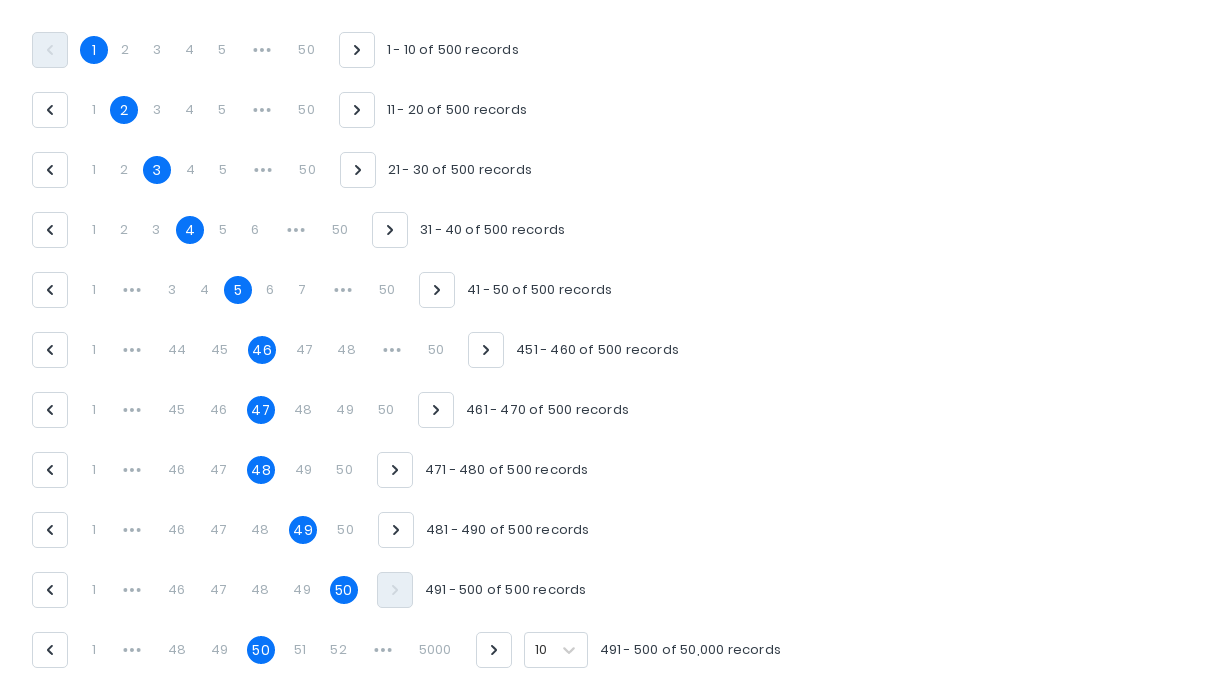 1 2 3 4 5 ••• 50 1 - 10 of 500 records
1 2 3 4 5 ••• 50 11 - 20 of 500 records
1 2 3 4 5 ••• 50 21 - 30 of 500 records
1 2 3 4 5 6 ••• 50 31 - 40 of 500 records
1 ••• 3 4 5 6 7 ••• 50 41 - 50 of 500 records
1 ••• 44 45 46 47 48 ••• 50 451 - 460 of 500 records
1 ••• 45 46 47 48 49 50 461 - 470 of 500 records
1 ••• 46 47 48 49 50 471 - 480 of 500 records
1 ••• 46 47 48 49 50 481 - 490 of 500 records
1 ••• 46 47 48 49 50 491 - 500 of 500 records
1 ••• 48 49 50 51 52 ••• 5000 10 491 - 500 of 50,000 records